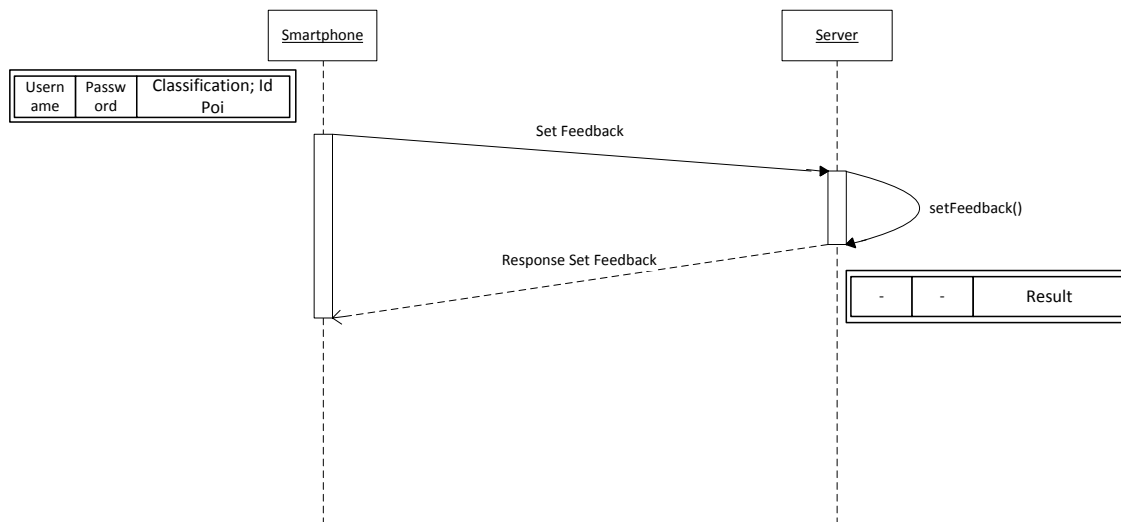 Smartphone
Server
Usern
ame
Passw
ord
Classification; Id
Poi
Set Feedback
setFeedback()
Response Set Feedback
-
-
Result